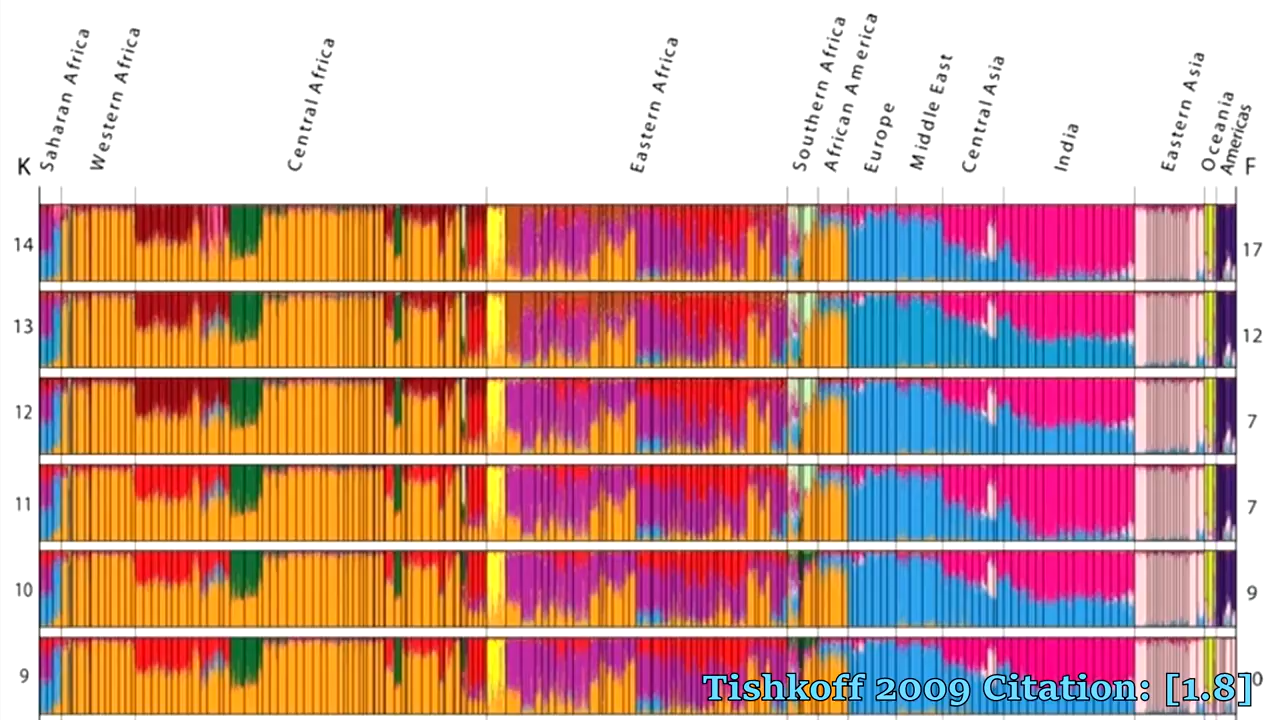 K
Saharan Africa
Western Africa
Central Africa
Eastern Africa
Southern Africa
African America
Europe
Middle East
Central Asia
India
Eastern Asia
Oceania
Americas
F
14
17
13
12
12
7
11
7
10
9
9
0
Tishkoff 2009 Citation: [1.8]